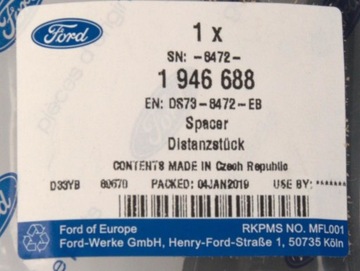 Ford
1 x
SN: -6472-
1 946 688
EN: DS73-6472-EB
Spacer
Distanzstück
CONTENTS MADE IN Czech Republic
D33YB 60670 PACKED: 04JAN2019 USE BY: *******
Ford of Europe RKPMS NO. MFL001
Ford-Werke GmbH, Henry-Ford-Straße 1, 50735 Köln